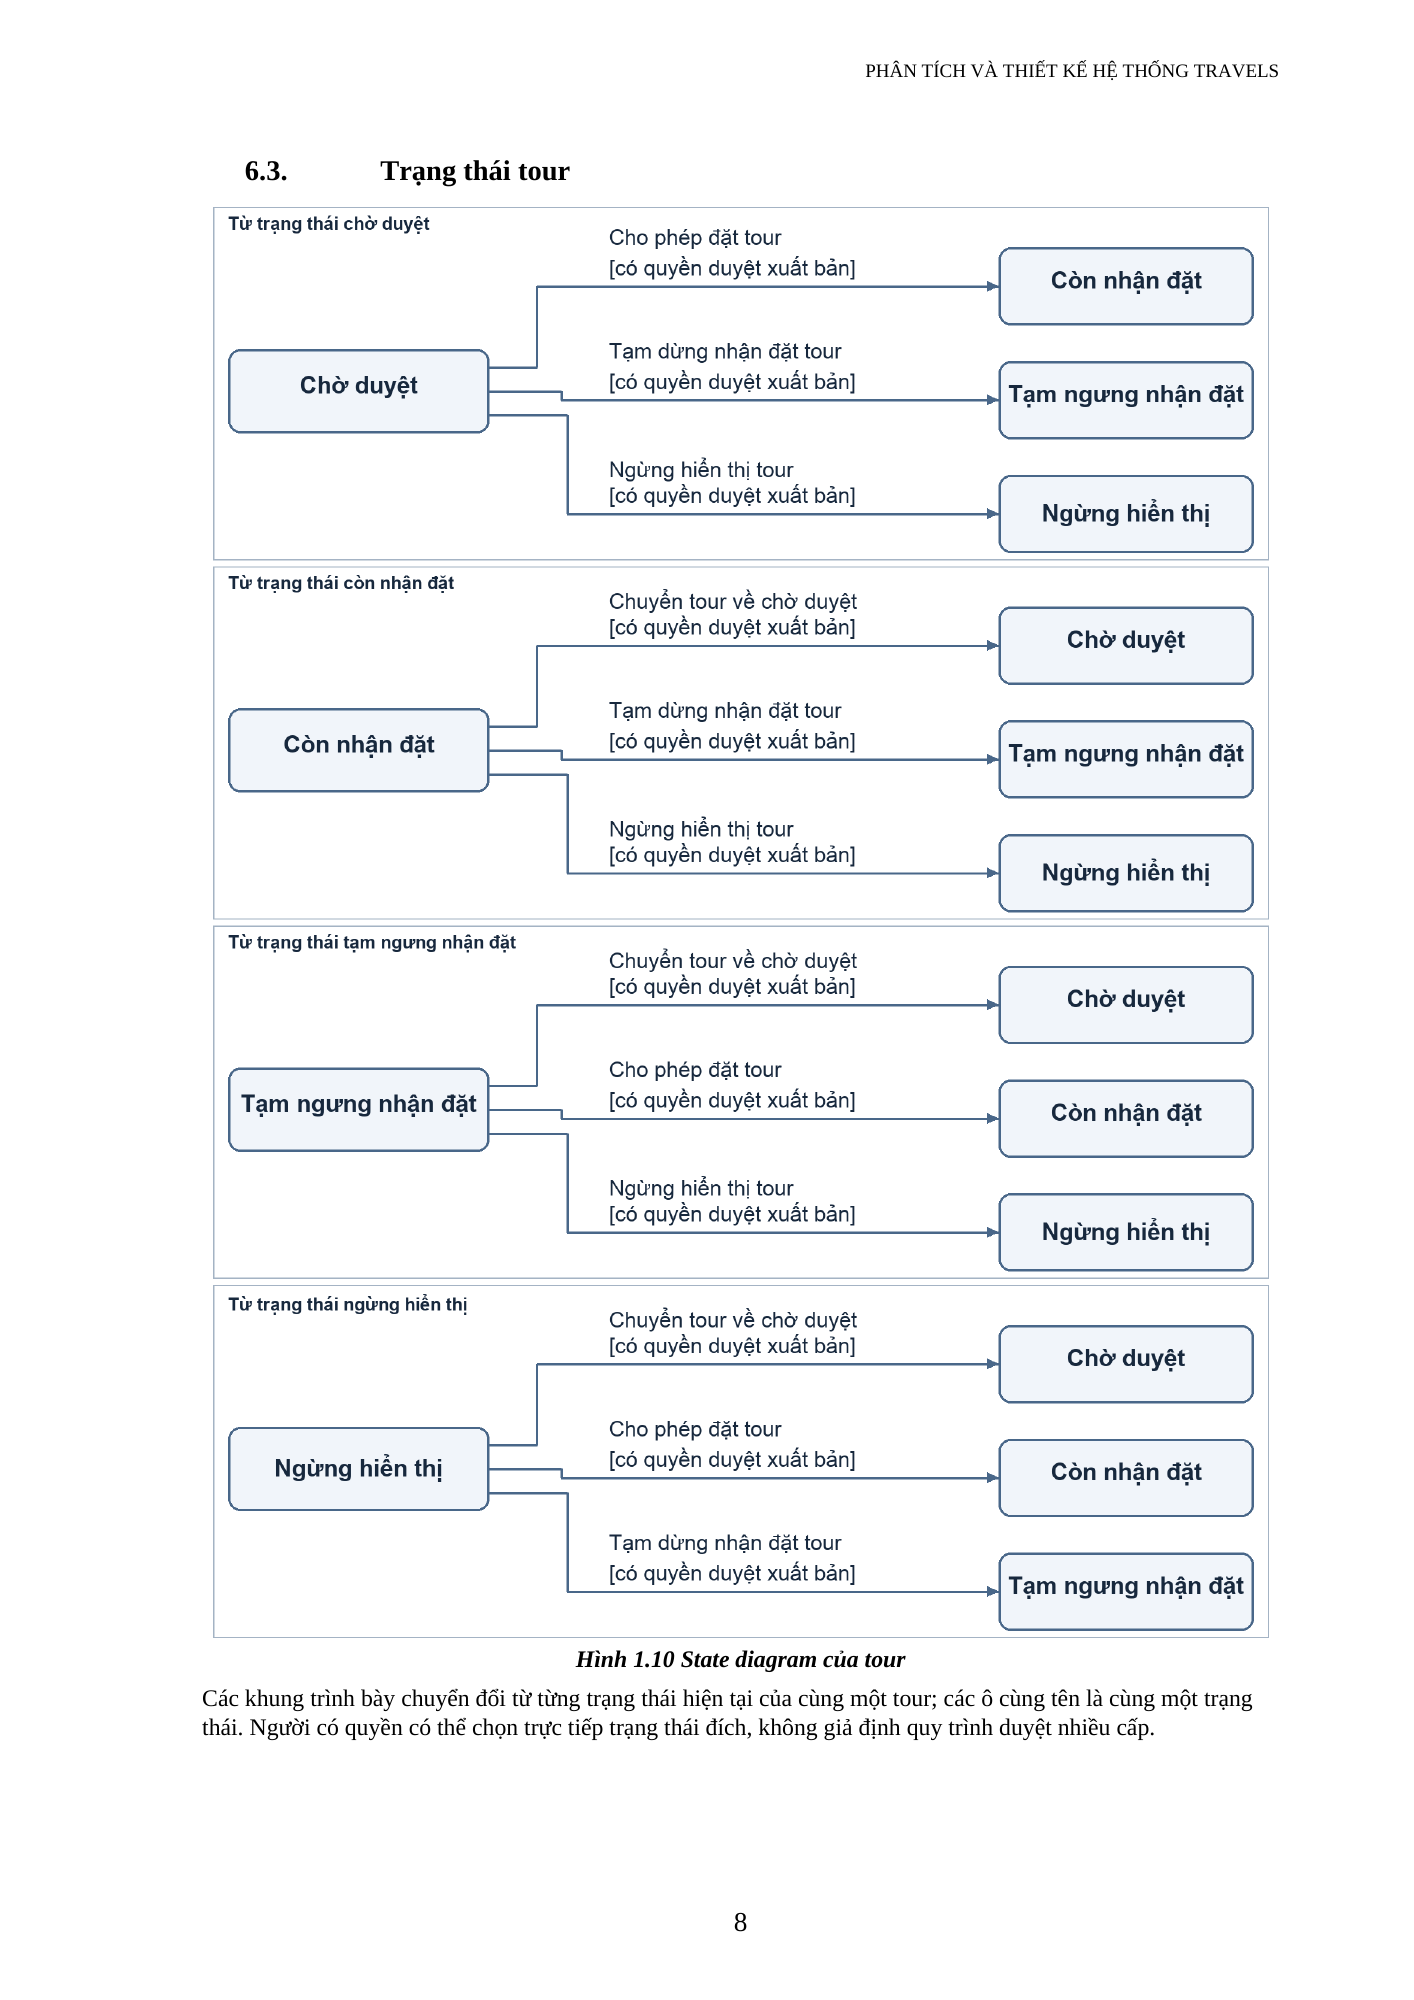 PHÂN TÍCH VÀ THIẾT KẾ HỆ THỐNG TRAVELS
6.3. Trạng thái tour
Từ trạng thái chờ duyệt
Cho phép đặt tour
[có quyền duyệt xuất bản]
Còn nhận đặt
Chờ duyệt
Tạm dừng nhận đặt tour
[có quyền duyệt xuất bản]
Tạm ngưng nhận đặt
Ngừng hiển thị tour
[có quyền duyệt xuất bản]
Ngừng hiển thị
Từ trạng thái còn nhận đặt
Chuyển tour về chờ duyệt
[có quyền duyệt xuất bản]
Chờ duyệt
Còn nhận đặt
Tạm dừng nhận đặt tour
[có quyền duyệt xuất bản]
Tạm ngưng nhận đặt
Ngừng hiển thị tour
[có quyền duyệt xuất bản]
Ngừng hiển thị
Từ trạng thái tạm ngưng nhận đặt
Chuyển tour về chờ duyệt
[có quyền duyệt xuất bản]
Chờ duyệt
Tạm ngưng nhận đặt
Cho phép đặt tour
[có quyền duyệt xuất bản]
Còn nhận đặt
Ngừng hiển thị tour
[có quyền duyệt xuất bản]
Ngừng hiển thị
Từ trạng thái ngừng hiển thị
Chuyển tour về chờ duyệt
[có quyền duyệt xuất bản]
Chờ duyệt
Ngừng hiển thị
Cho phép đặt tour
[có quyền duyệt xuất bản]
Còn nhận đặt
Tạm dừng nhận đặt tour
[có quyền duyệt xuất bản]
Tạm ngưng nhận đặt
Hình 1.10 State diagram của tour
Các khung trình bày chuyển đổi từ từng trạng thái hiện tại của cùng một tour; các ô cùng tên là cùng một trạng
thái. Người có quyền có thể chọn trực tiếp trạng thái đích, không giả định quy trình duyệt nhiều cấp.
8